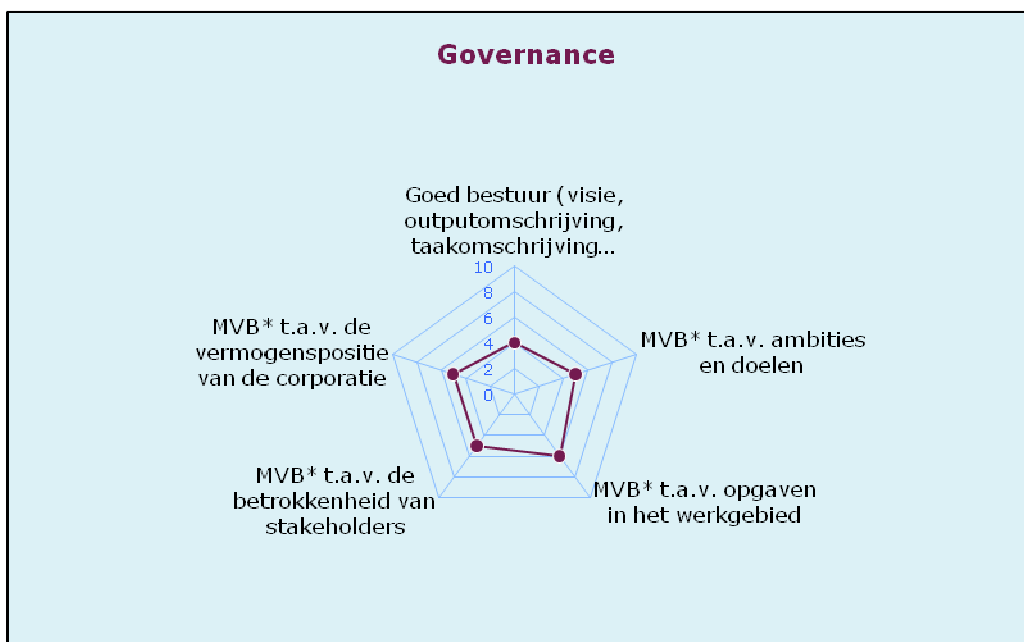 Governance
Goed bestuur (visie,
outputomschrijving,
taakomschrijving...
10
8
6
4
2
0
MVB* t.a.v. de
vermogenspositie
van de corporatie
MVB* t.a.v. ambities
en doelen
MVB* t.a.v. de
betrokkenheid van
stakeholders
MVB* t.a.v. opgaven
in het werkgebied